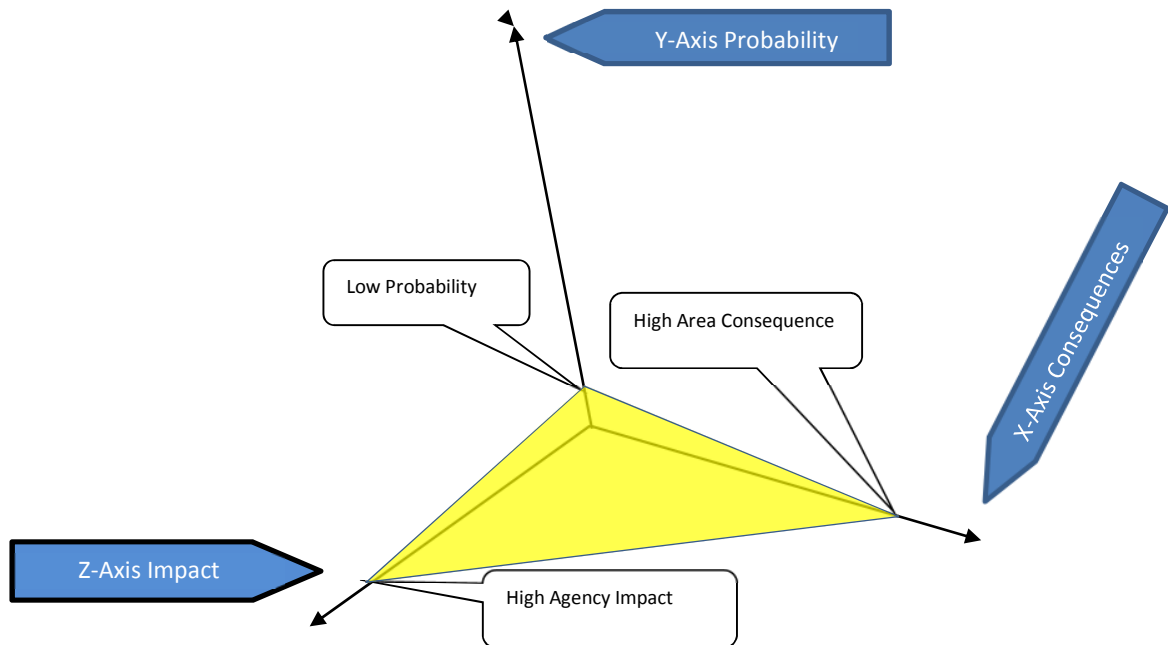 Y-Axis Probability
Low Probability
High Area Consequence
X-Axis Consequences
Z-Axis Impact
High Agency Impact